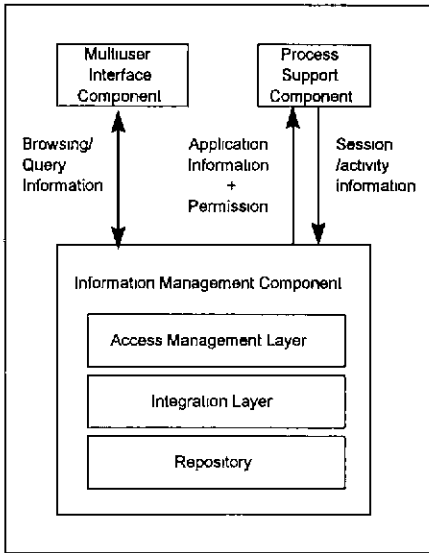 Multiuser
Interface
Component
Process
Support
Component
Browsing/
Query
Information
Application
Information
+
Permission
Session
/activity
information
Information Management Component
Access Management Layer
Integration Layer
Repository